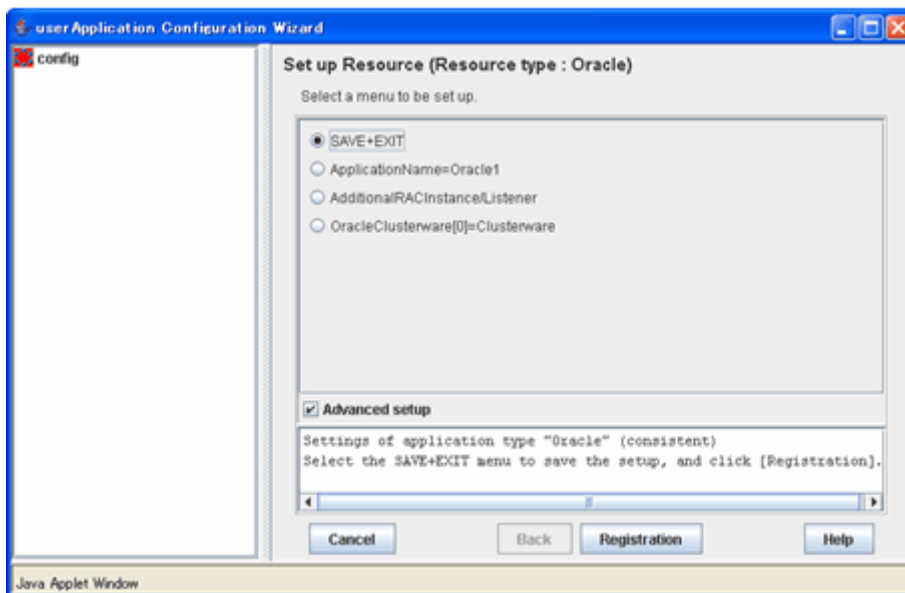 userApplication Configuration Wizard
config
Set up Resource (Resource type : Oracle)
Select a menu to be set up.
SAVE+EXIT
ApplicationName=Oracle1
AdditionalRACInstance/Listener
OracleClusterware[0]=Clusterware
Advanced setup
Settings of application type "Oracle" (consistent)
Select the SAVE+EXIT menu to save the setup, and click [Registration].
Cancel Back Registration Help
Java Applet Window